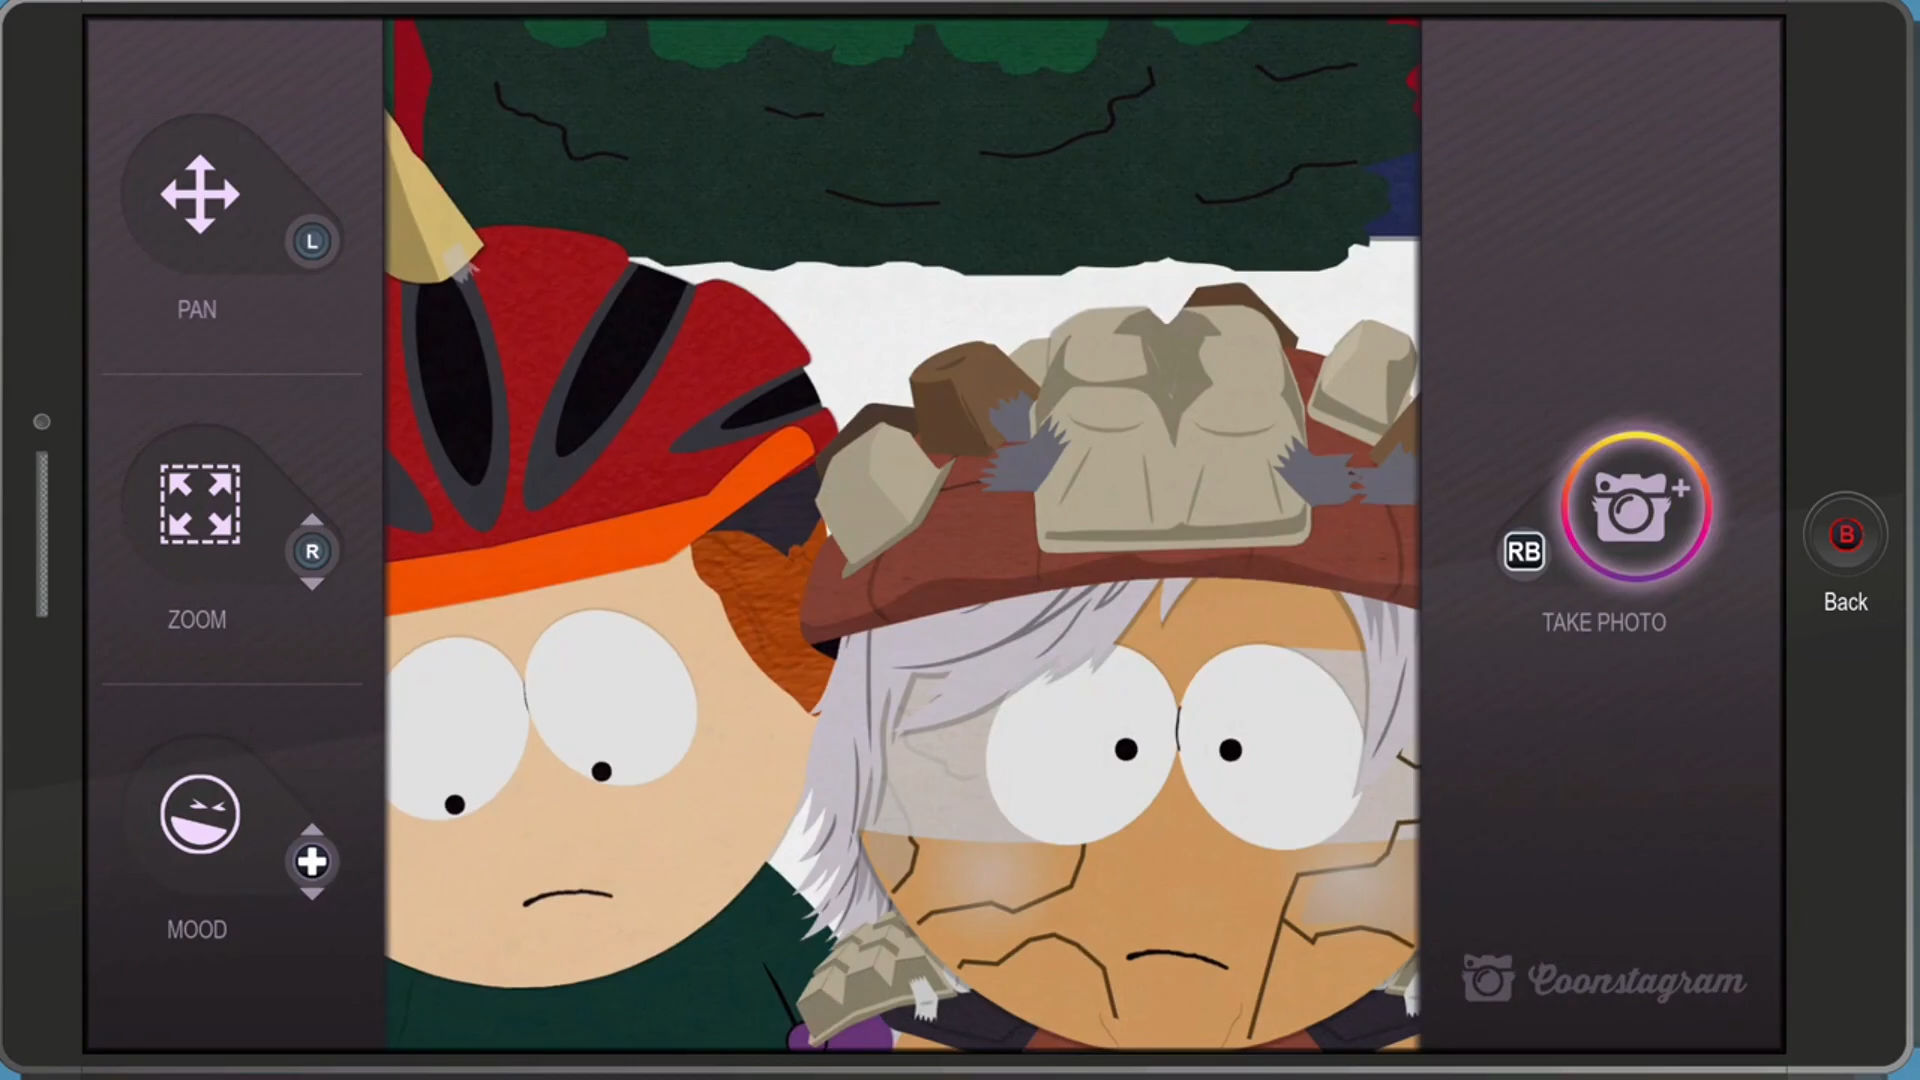 L
PAN
R
ZOOM
MOOD
RB
TAKE PHOTO
B
Back
Coonstagram